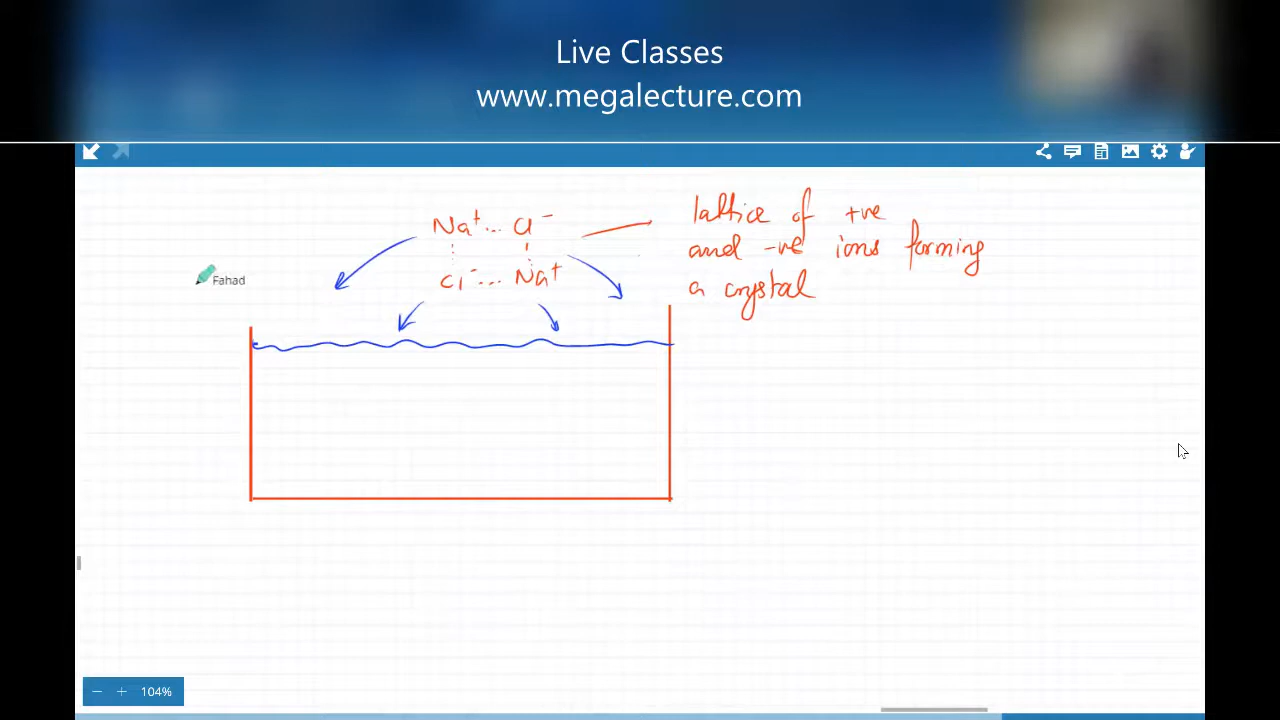 Live Classes
www.megalecture.com
Na⁺... Cl⁻
Cl⁻... Na⁺
lattice of +ve
and -ve ions forming
a crystal
Fahad
104%